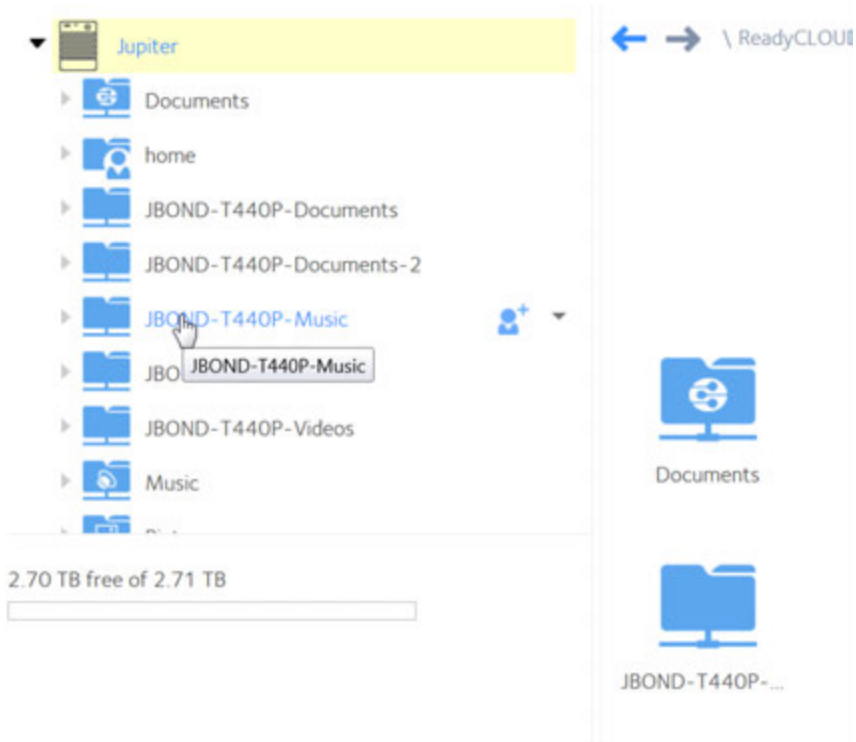 Jupiter
Documents
home
JBOND-T440P-Documents
JBOND-T440P-Documents-2
JBOND-T440P-Music
JBOND-T440P-Music
JBO
JBOND-T440P-Videos
Music
2.70 TB free of 2.71 TB
\ ReadyCLOU
Documents
JBOND-T440P-...